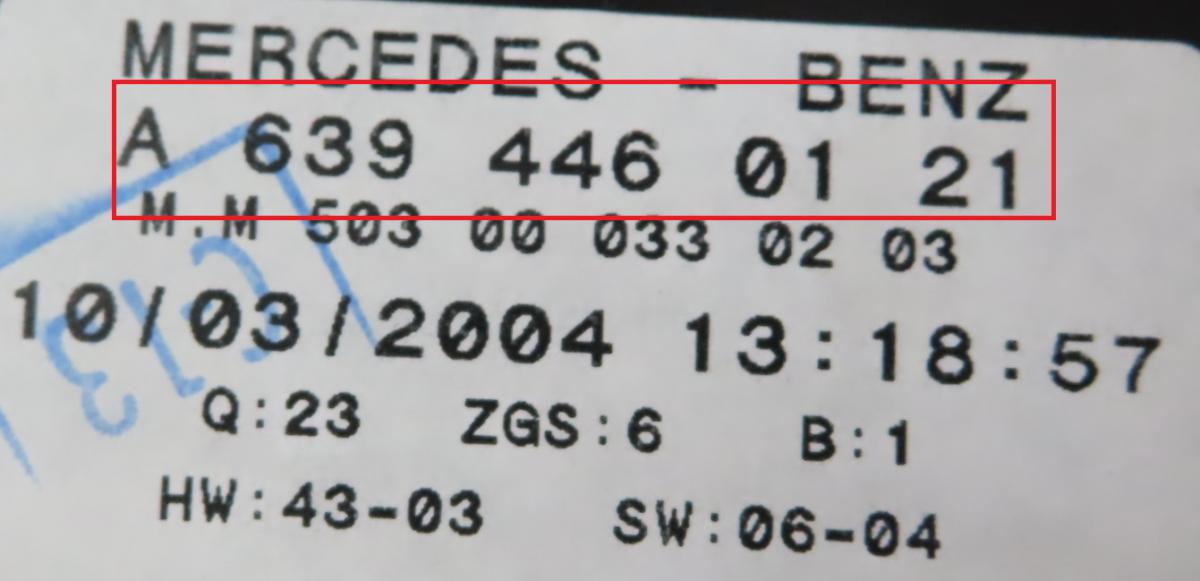 MERCEDES - BENZ
A 639 446 01 21
M.M 503 00 033 02 03
10/03/2004 13:18:57
Q:23 ZGS:6 B:1
HW:43-03 SW:06-04